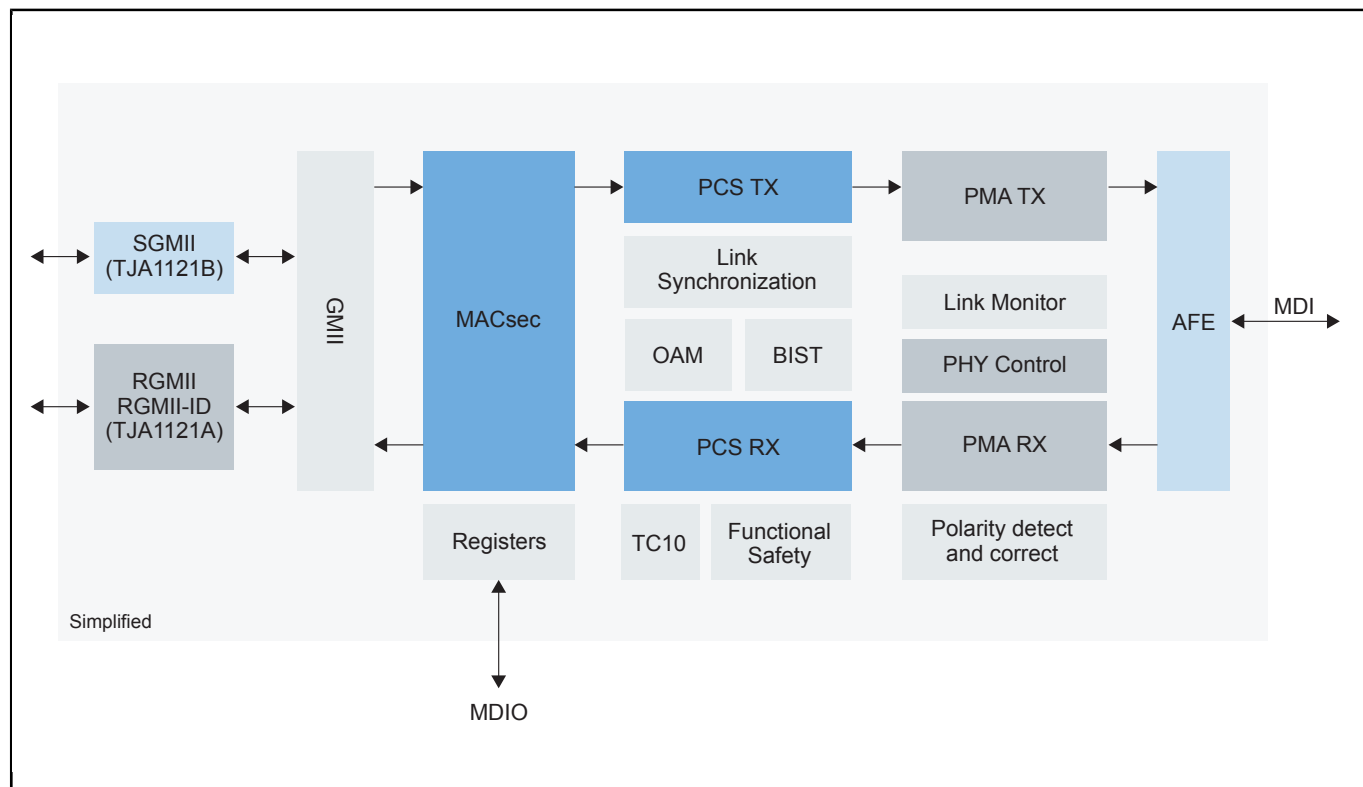 SGMII
(TJA1121B)
RGMII
RGMII-ID
(TJA1121A)
GMII
MACsec
PCS TX
Link
Synchronization
OAM
BIST
PCS RX
PMA TX
Link Monitor
PHY Control
PMA RX
AFE
MDI
Registers
TC10
Functional
Safety
Polarity detect
and correct
Simplified
MDIO